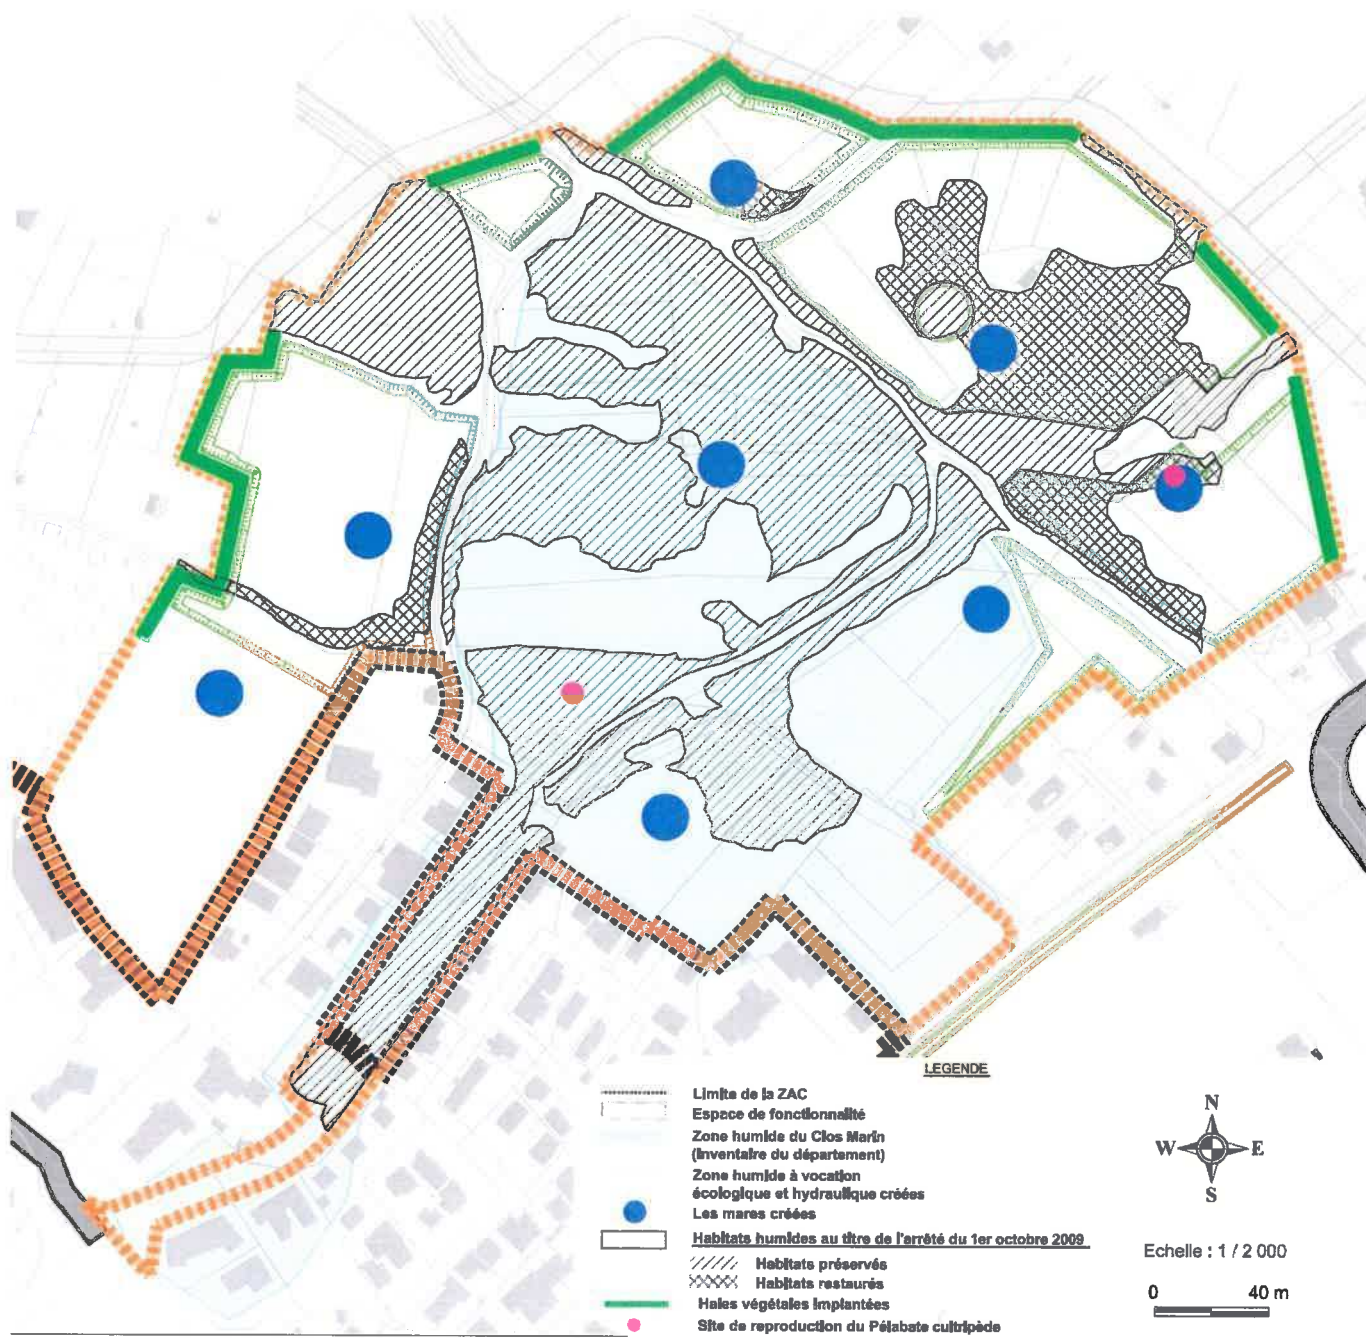 LEGENDE
Limite de la ZAC
Espace de fonctionnalité
Zone humide du Clos Marin
(Inventaire du département)
Zone humide à vocation
écologique et hydraulique créées
Les mares créées
Habitats humides au titre de l'arrêté du 1er octobre 2009
Habitats préservés
Habitats restaurés
Haies végétales implantées
Site de reproduction du Pélabate cultripède
N
W E
S
Echelle : 1 / 2 000
0 40 m